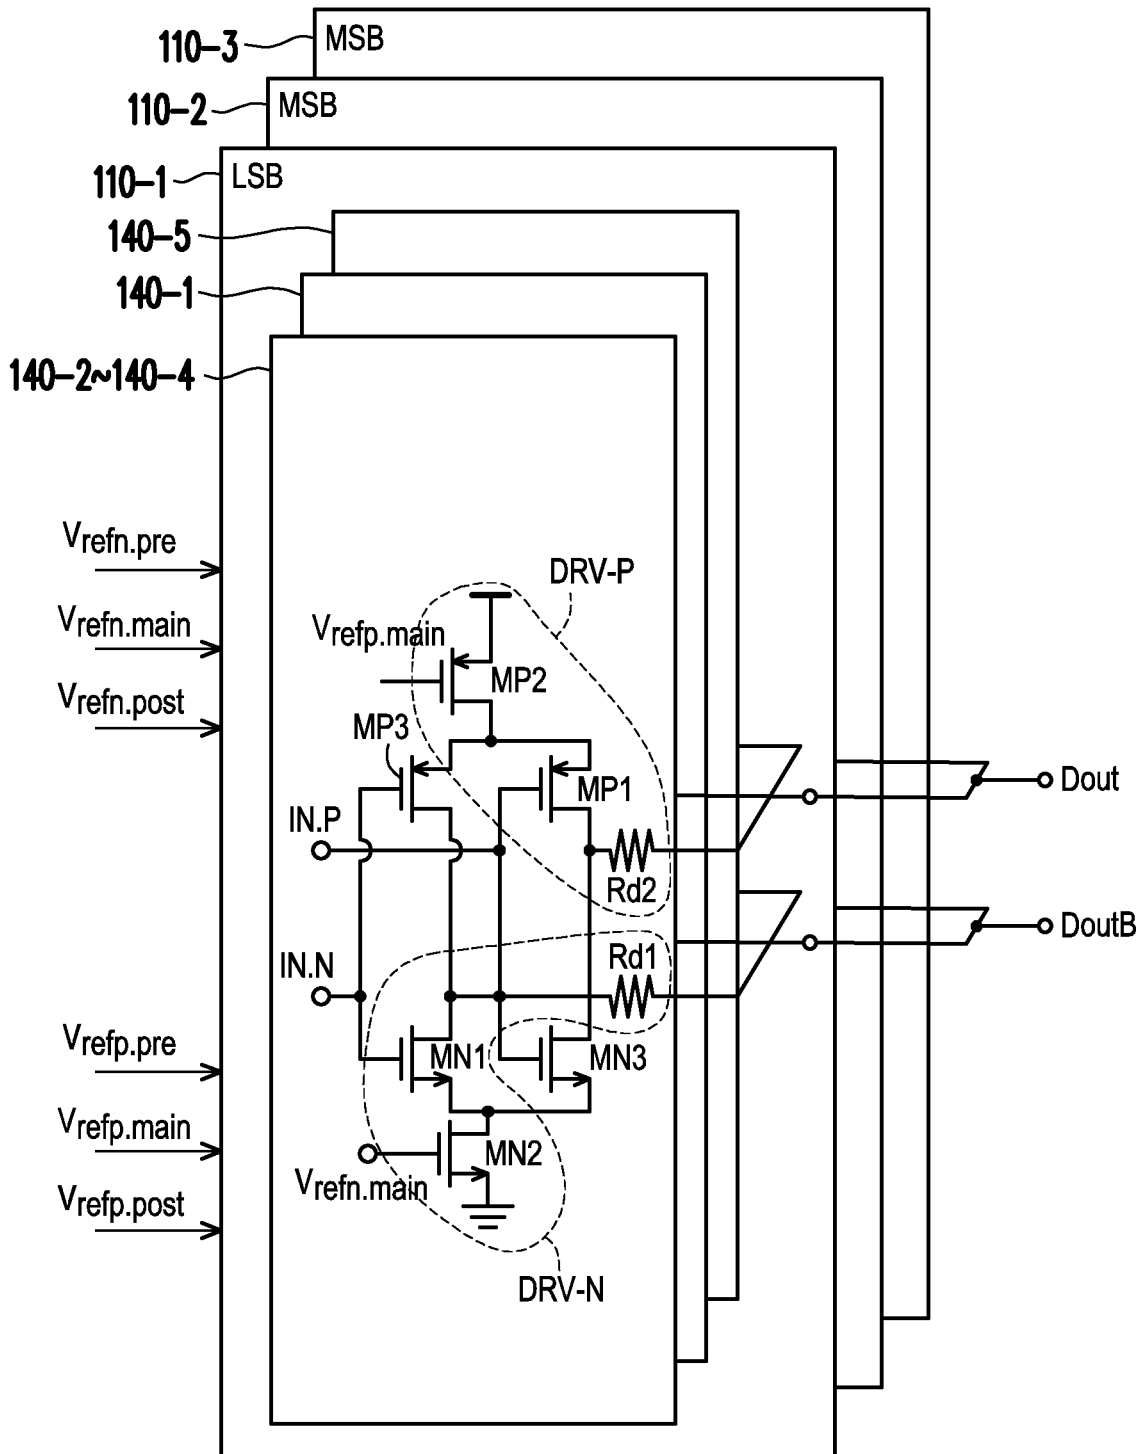 110-3
MSB
110-2
MSB
110-1
LSB
140-5
140-1
140-2~140-4
Vrefn.pre
Vrefn.main
Vrefn.post
DRV-P
Vrefp.main
MP2
MP3
MP1
IN.P
Rd2
Dout
DoutB
IN.N
Rd1
Vrefp.pre
MN1
MN3
Vrefp.main
MN2
Vrefn.main
Vrefp.post
DRV-N